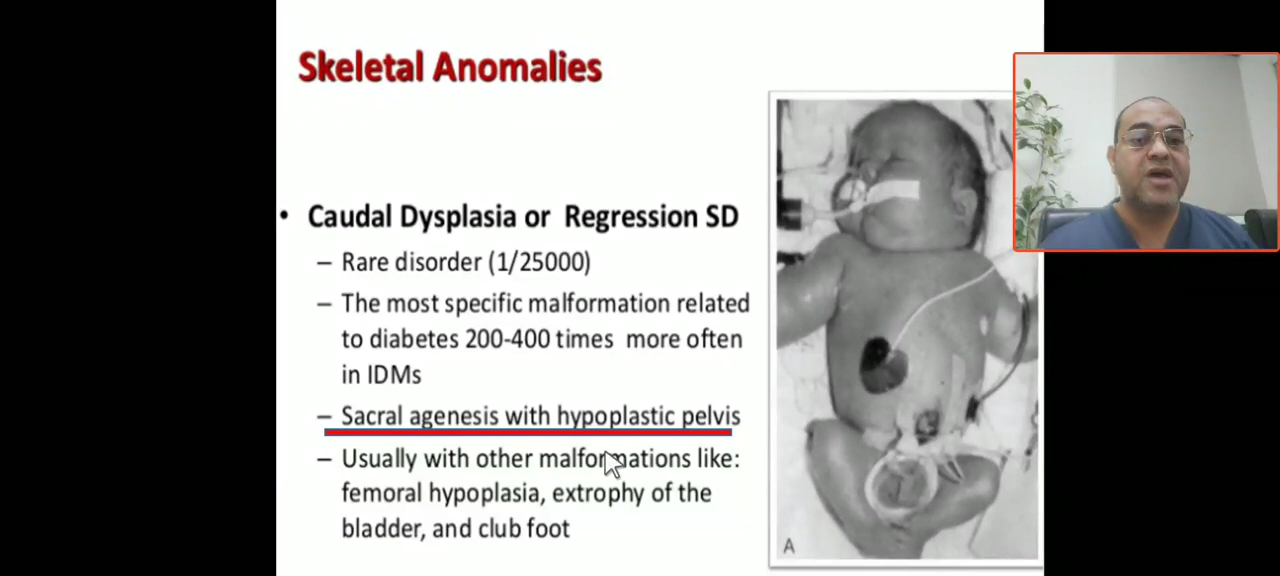 Skeletal Anomalies
• Caudal Dysplasia or Regression SD
– Rare disorder (1/25000)
– The most specific malformation related
to diabetes 200-400 times more often
in IDMs
– Sacral agenesis with hypoplastic pelvis
– Usually with other malformations like:
femoral hypoplasia, extrophy of the
bladder, and club foot
A